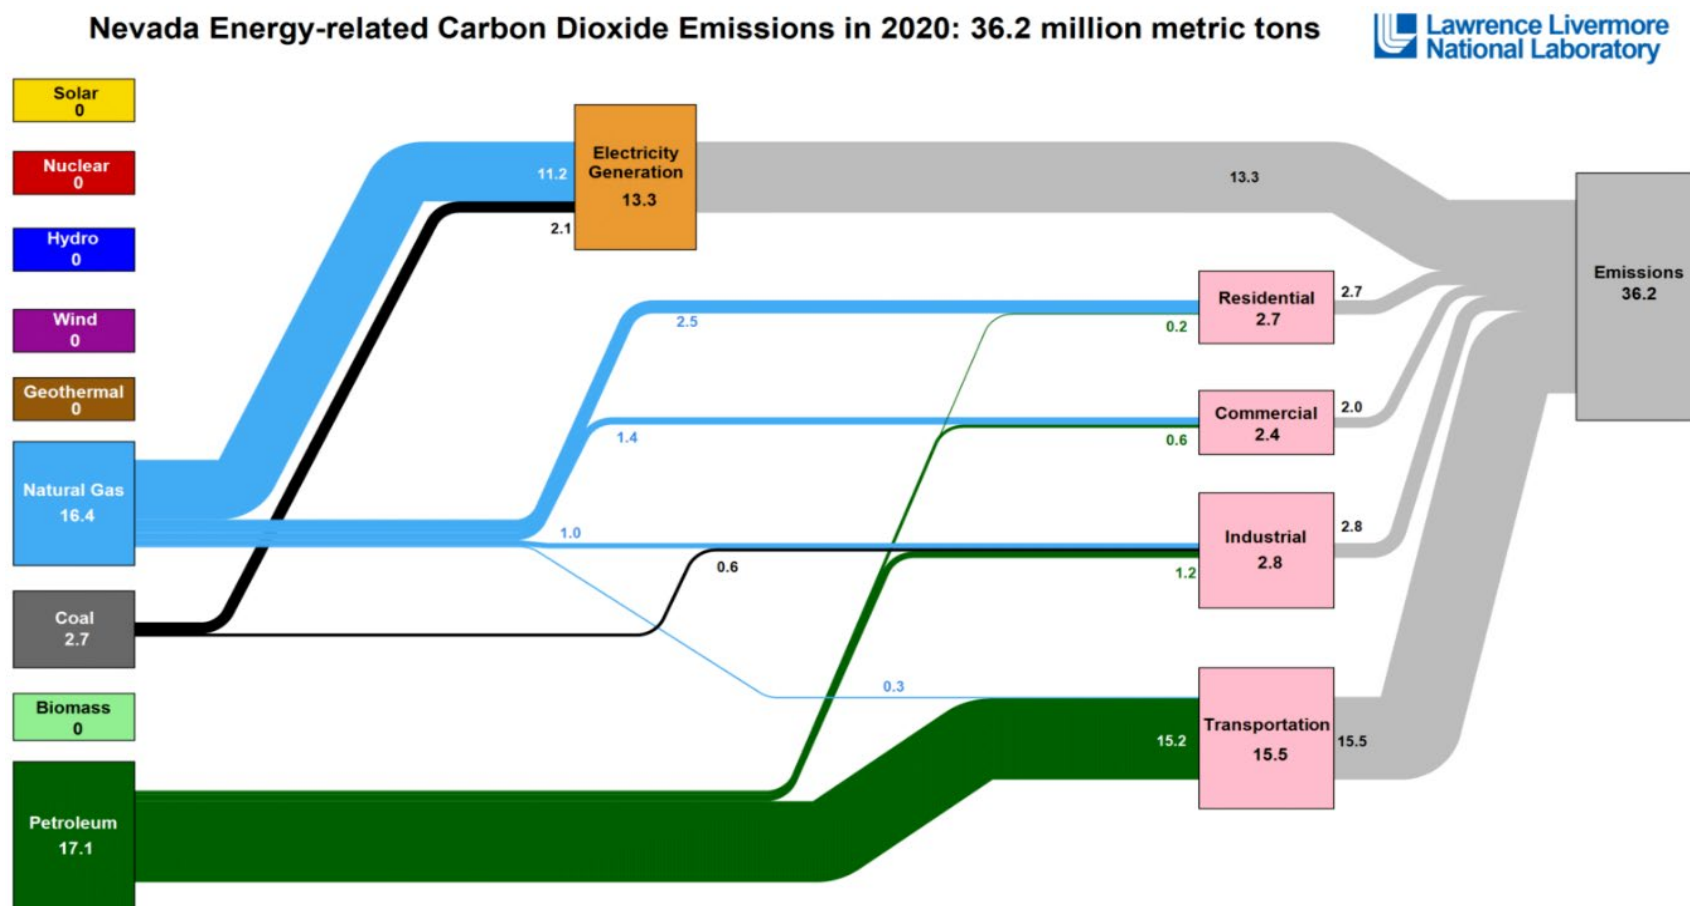 Nevada Energy-related Carbon Dioxide Emissions in 2020: 36.2 million metric tons
Lawrence Livermore
National Laboratory
Solar
0
Nuclear
0
Hydro
0
Wind
0
Geothermal
0
Natural Gas
16.4
Coal
2.7
Biomass
0
Petroleum
17.1
11.2
2.1
Electricity
Generation
13.3
13.3
2.5
0.2
Residential
2.7
2.7
1.4
0.6
Commercial
2.4
2.0
1.0
0.6
1.2
Industrial
2.8
2.8
0.3
15.2
Transportation
15.5
15.5
Emissions
36.2